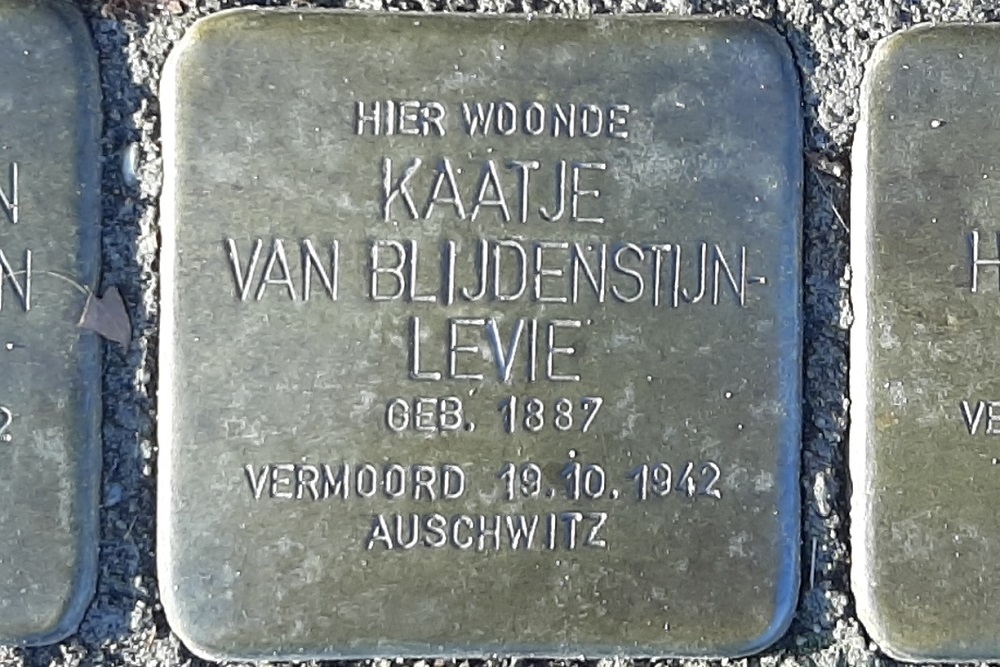 HIER WOONDE
KAATJE
VAN BLIJDENSTIJN-
LEVIE
GEB. 1887
VERMOORD 19.10.1942
AUSCHWITZ